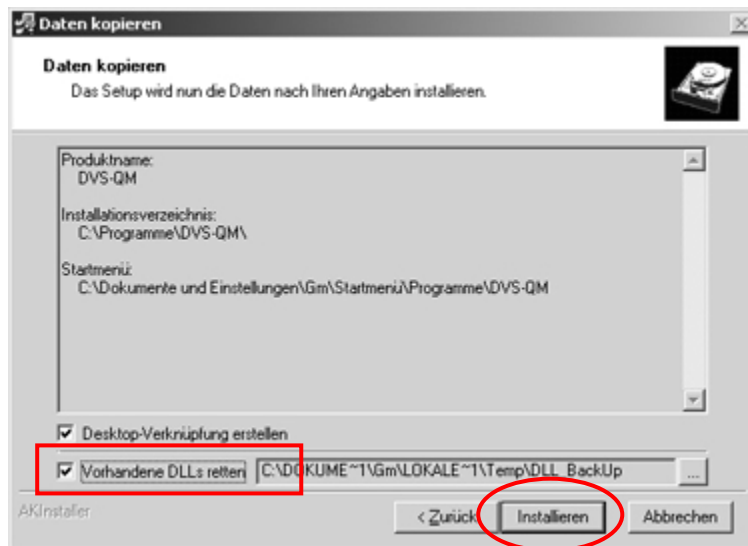 Daten kopieren
Daten kopieren
Das Setup wird nun die Daten nach Ihren Angaben installieren.
Produktname:
DVS-QM
Installationsverzeichnis:
C:\Programme\DVS-QM\
Startmenü:
C:\Dokumente und Einstellungen\Gm\Startmenü\Programme\DVS-QM
Desktop-Verknüpfung erstellen
Vorhandene DLLs retten C:\DOKUME~1\Gm\LOKALE~1\Temp\DLL_BackUp ...
AKInstaller
< Zurück Installieren Abbrechen